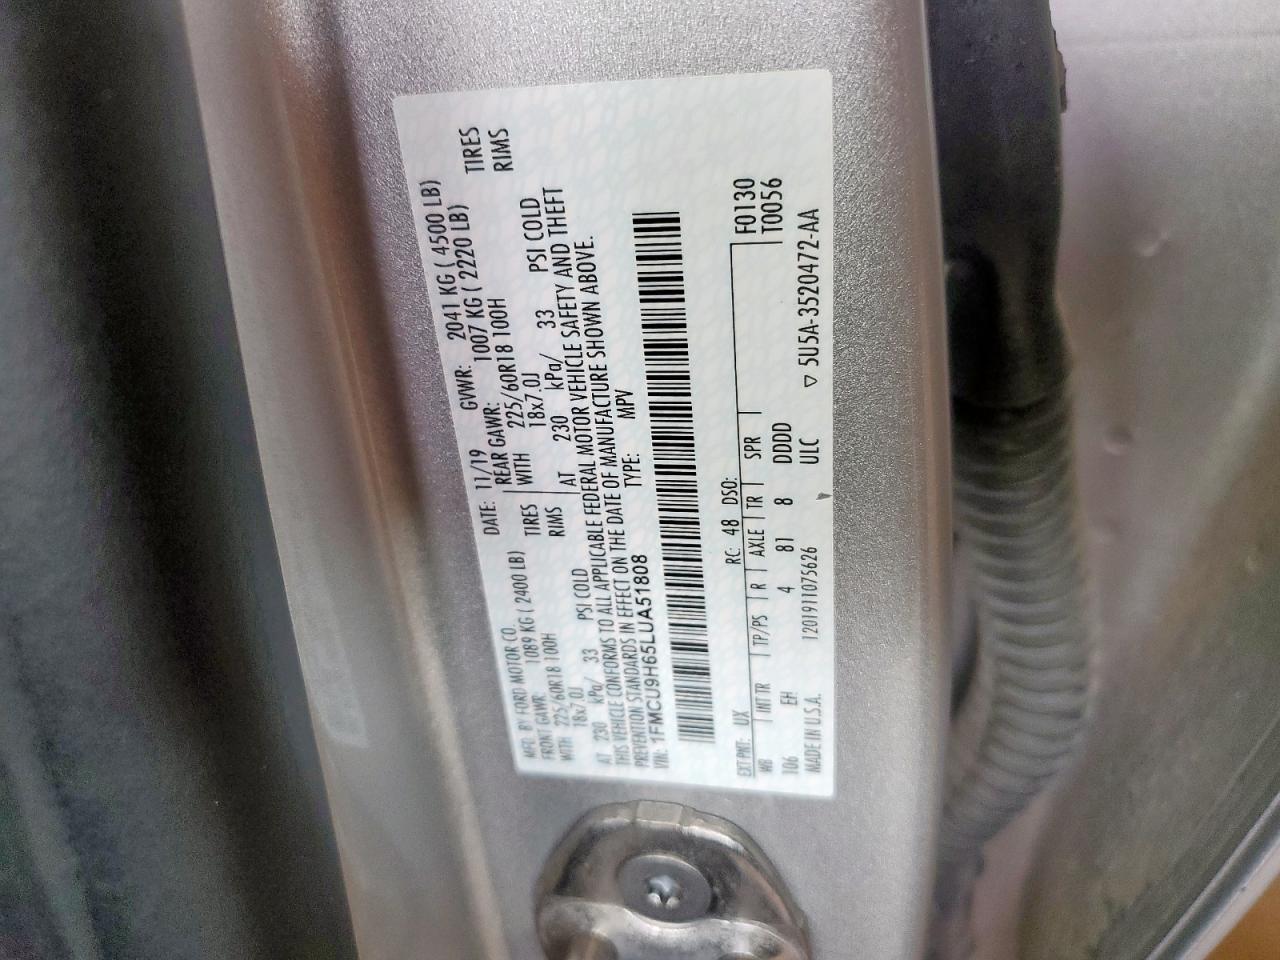 MFG. BY FORD MOTOR CO.
DATE: 11/19 GVWR: 2041 KG ( 4500 LB)
FRONT GAWR: 1089 KG ( 2400 LB) REAR GAWR: 1007 KG ( 2220 LB)
WITH 225/60R18 100H TIRES WITH 225/60R18 100H TIRES
18x7.0J RIMS 18x7.0J RIMS
AT 230 kPa/ 33 PSI COLD AT 230 kPa/ 33 PSI COLD
THIS VEHICLE CONFORMS TO ALL APPLICABLE FEDERAL MOTOR VEHICLE SAFETY AND THEFT
PREVENTION STANDARDS IN EFFECT ON THE DATE OF MANUFACTURE SHOWN ABOVE.
VIN: 1FMCU9H65LUA51808 TYPE: MPV
EXT PNT: UX RC: 48 DSO: F0130
WB INT TR TP/PS R AXLE TR SPR T0056
106 EH 4 81 8 DDDD
MADE IN U.S.A. 1201911075626 ULC ▽ 5U5A-3520472-AA